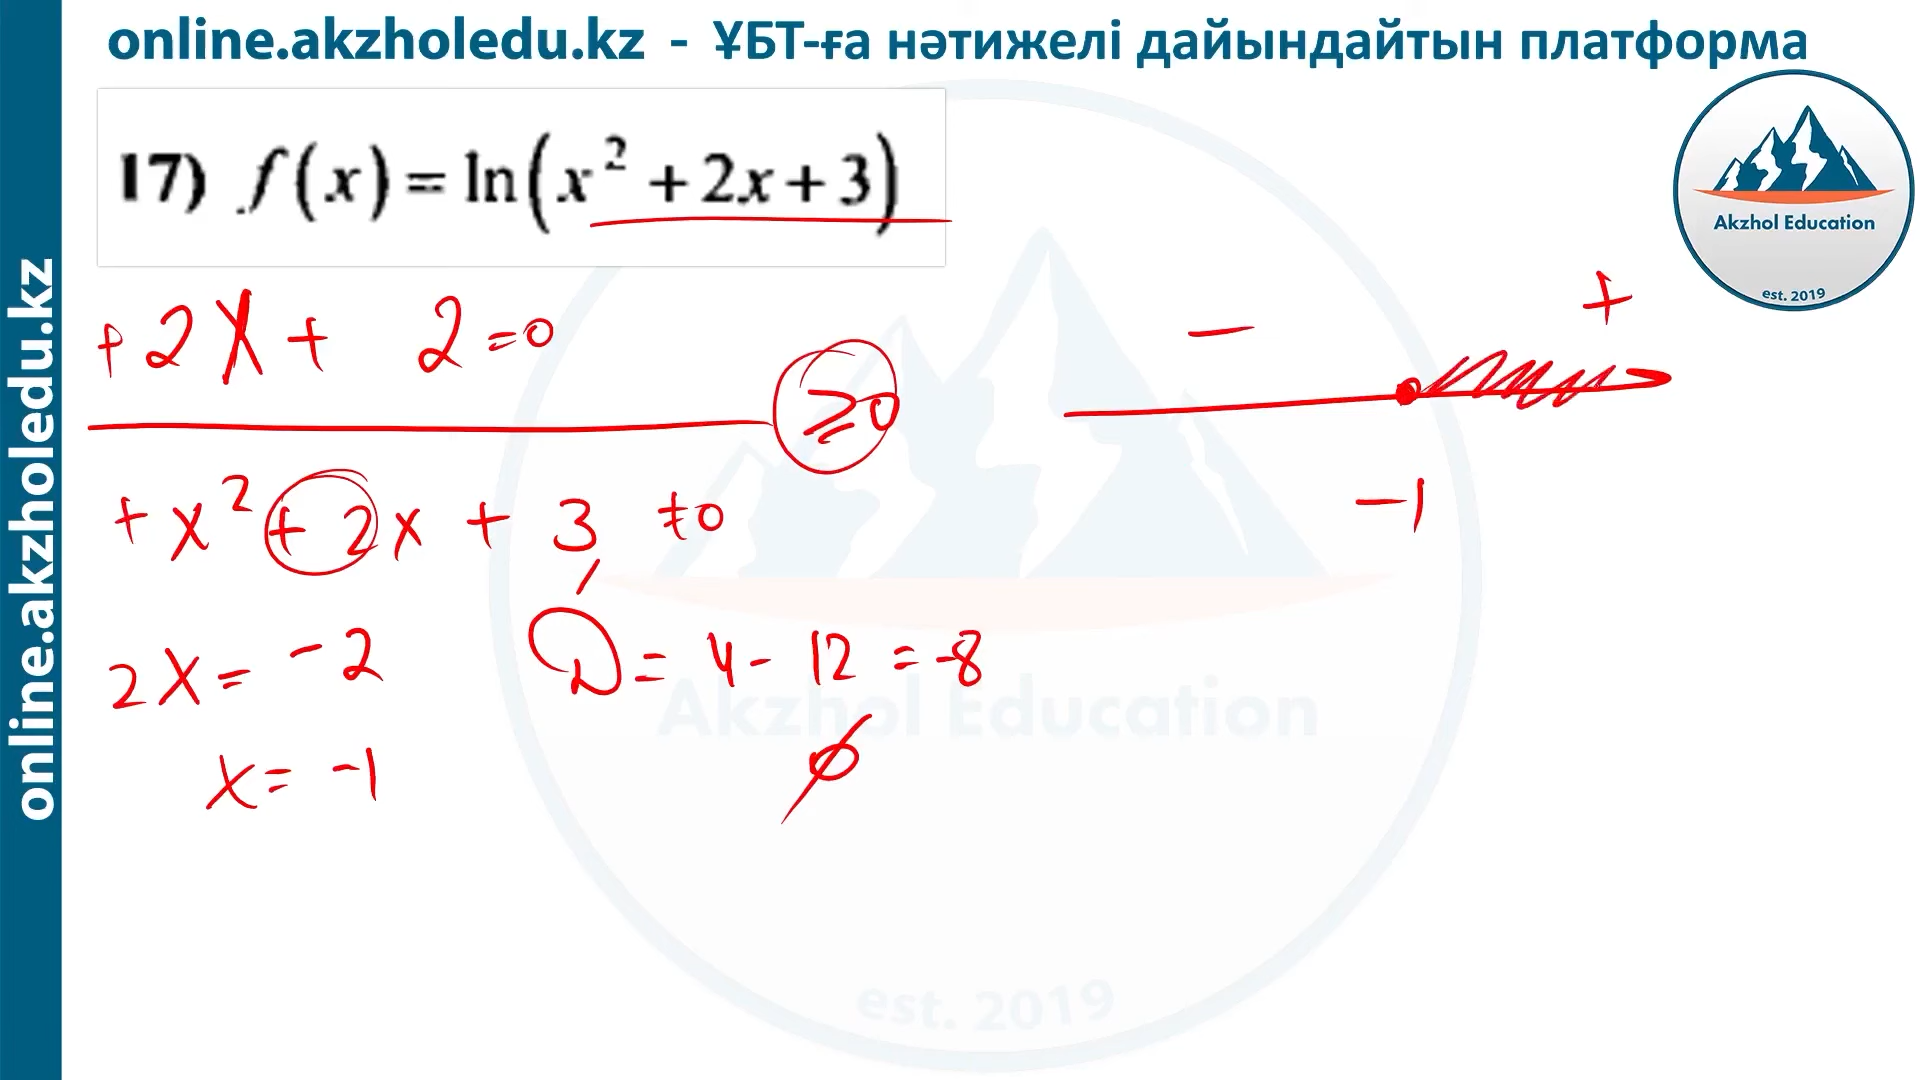 online.akzholedu.kz - ҰБТ-ға нәтижелі дайындайтын платформа
online.akzholedu.kz
Akzhol Education
est. 2019
17) f(x) = ln(x² + 2x + 3)
+2x + 2 =0
≥0
+ x² + 2x + 3 ≠0
2x = -2
x = -1
D = 4 - 12 = -8
∅
- +
-1
Akzhol Education
est. 2019